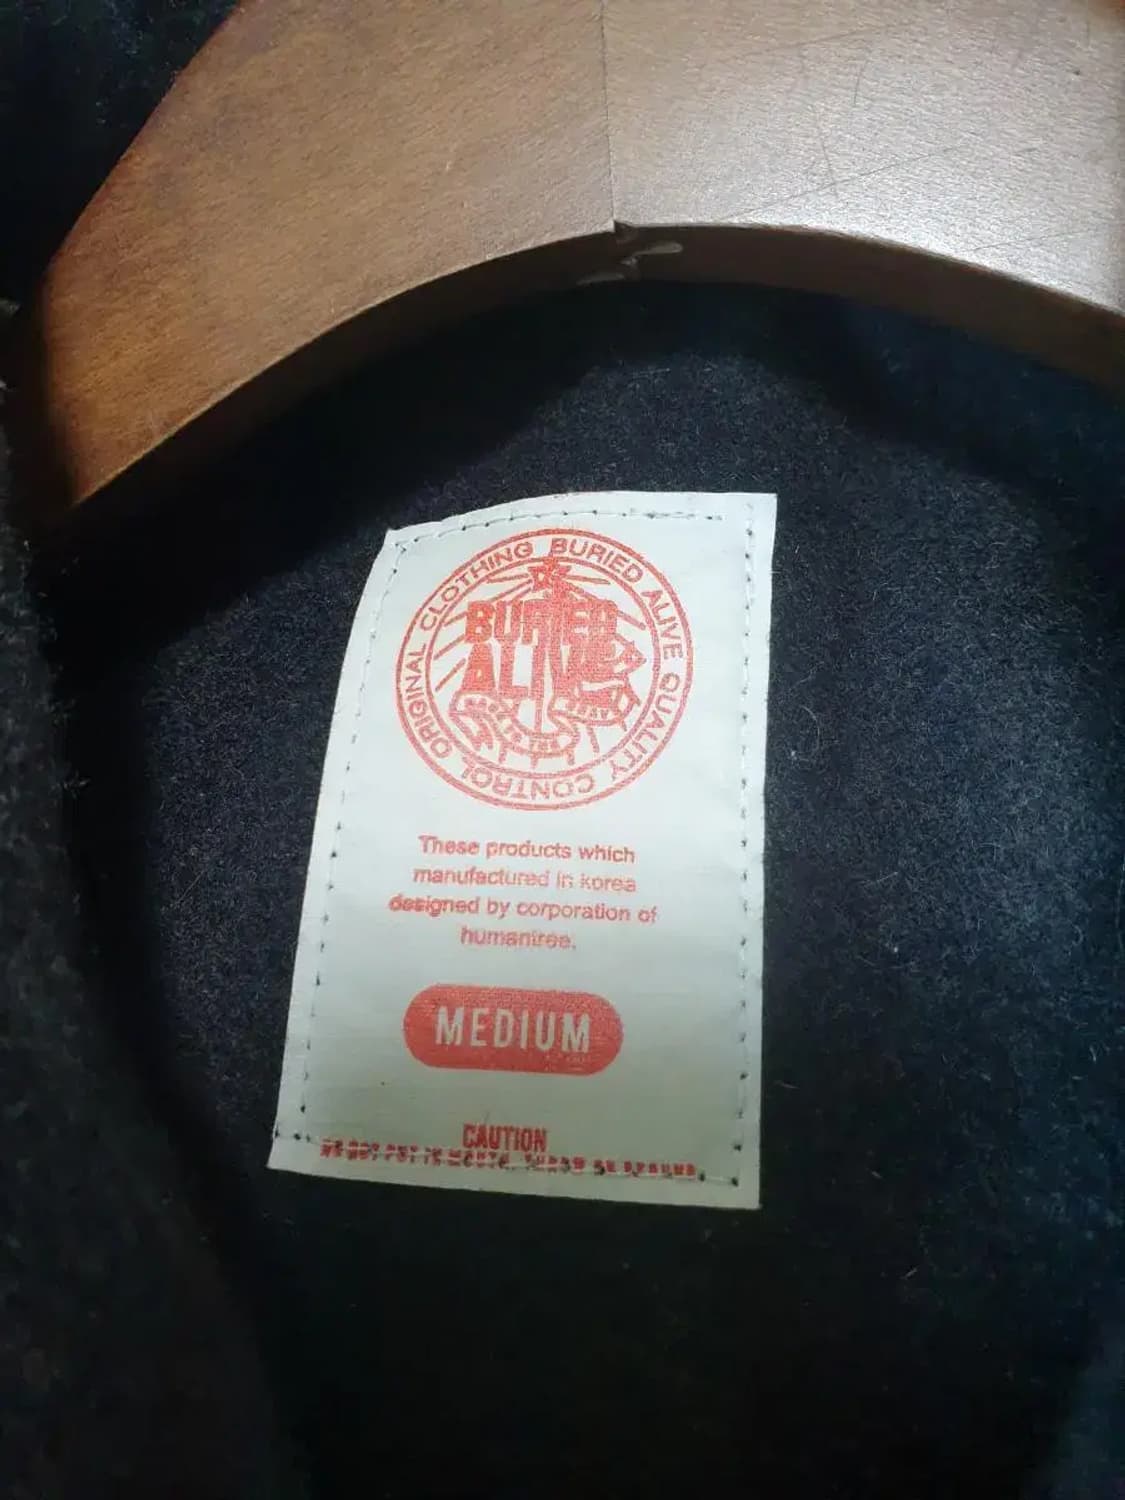 ORIGINAL CLOTHING BURIED ALIVE QUALITY CONTROL
BURIED
ALIVE
These products which
manufactured in korea
designed by corporation of
humantree.
MEDIUM
CAUTION